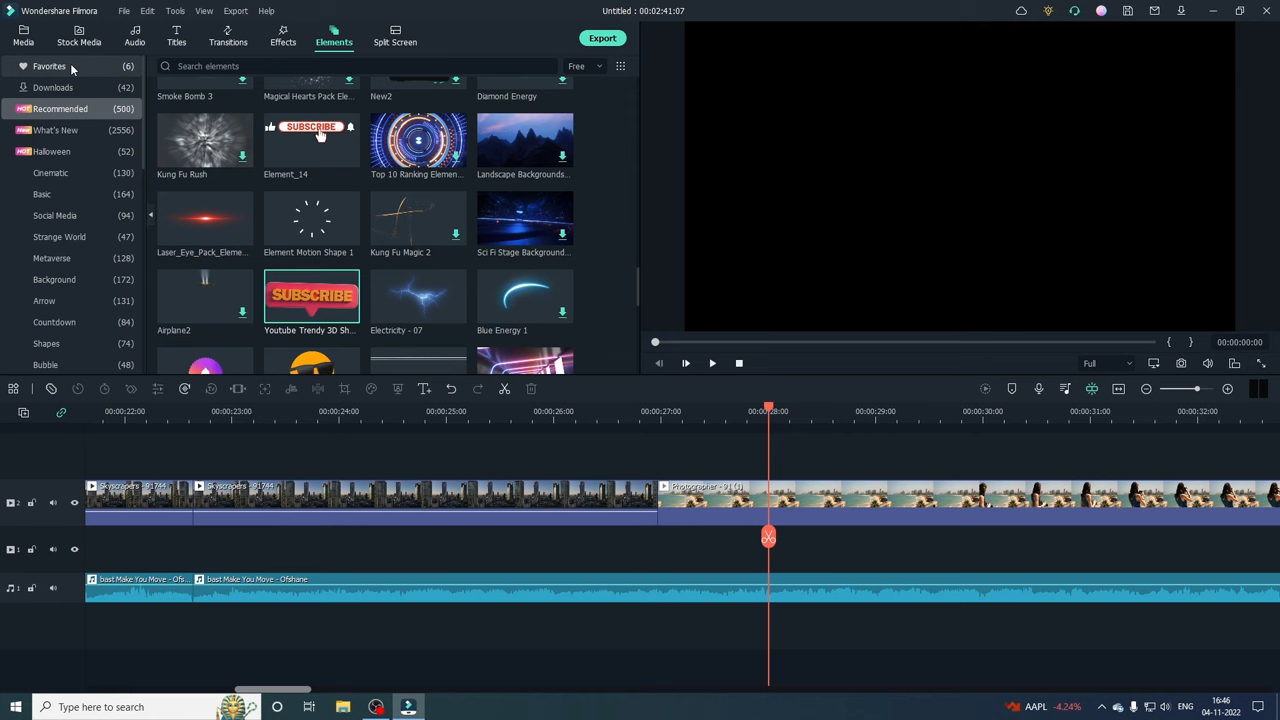 Wondershare Filmora File Edit Tools View Export Help Untitled : 00:02:41:07
Media Stock Media Audio Titles Transitions Effects Elements Split Screen Export
Favorites (6)
Downloads (42)
HOT Recommended (500)
New What's New (2556)
HOT Halloween (52)
Cinematic (130)
Basic (164)
Social Media (94)
Strange World (47)
Metaverse (128)
Background (172)
Arrow (131)
Countdown (84)
Shapes (74)
Bubble (48)
Search elements Free
Smoke Bomb 3 Magical Hearts Pack Ele... New2 Diamond Energy
SUBSCRIBE
Kung Fu Rush Element_14 Top 10 Ranking Elemen... Landscape Backgrounds...
Laser_Eye_Pack_Eleme... Element Motion Shape 1 Kung Fu Magic 2 Sci Fi Stage Background...
SUBSCRIBE
Airplane2 Youtube Trendy 3D Sh... Electricity - 07 Blue Energy 1
00:00:00:00
Full
00:00:22:00 00:00:23:00 00:00:24:00 00:00:25:00 00:00:26:00 00:00:27:00 00:00:28:00 00:00:29:00 00:00:30:00 00:00:31:00 00:00:32:00
Skyscrapers - 91744 Skyscrapers - 91744 Photographer - 91 (1)
2
1
bast Make You Move - Ofs... bast Make You Move - Ofshane
1
Type here to search
AAPL -4.24% ENG 16:46
04-11-2022